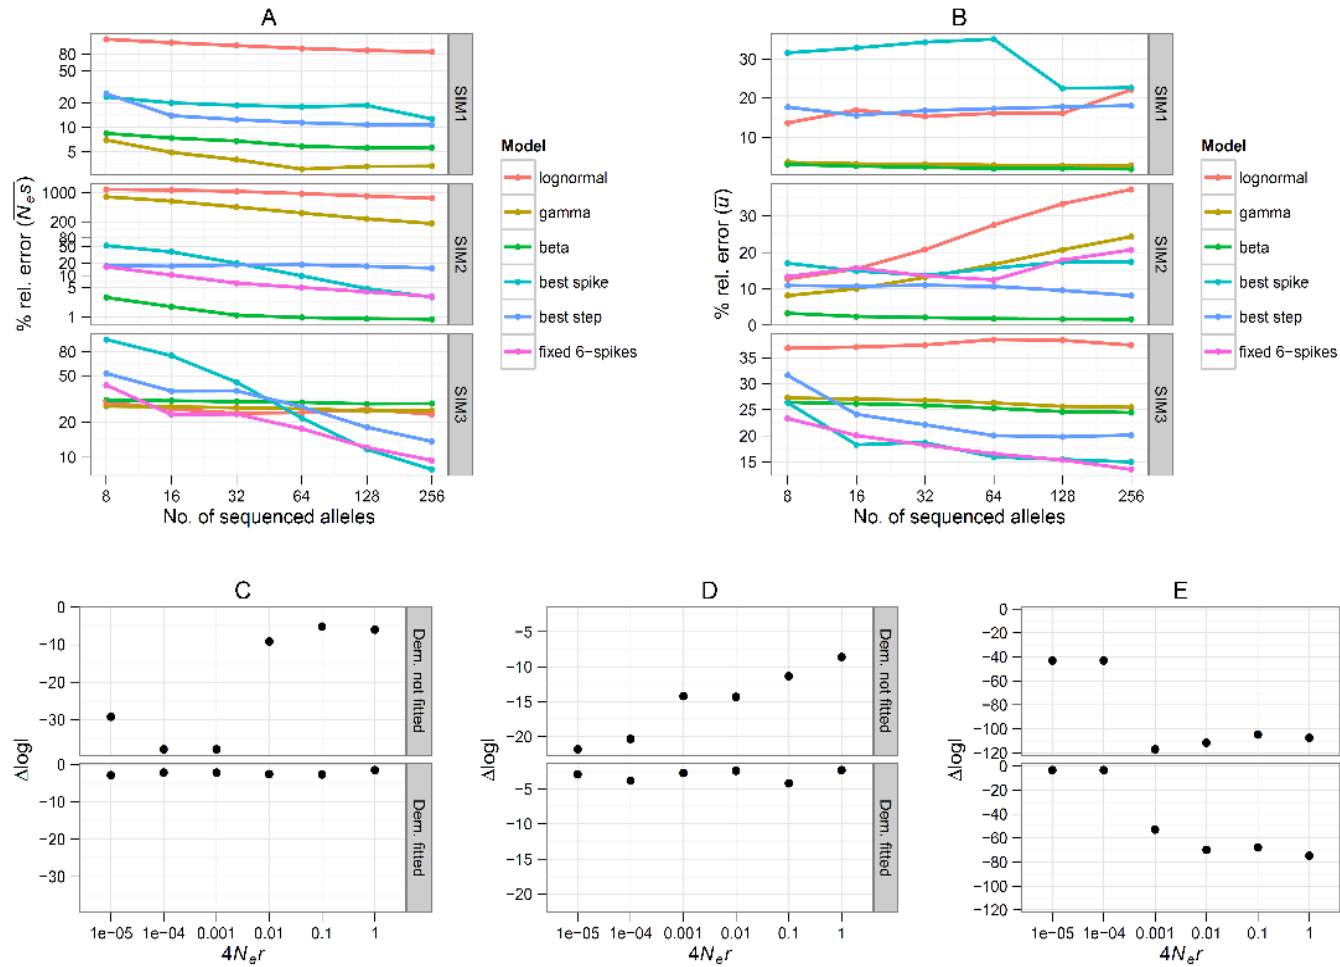 A
B
% rel. error (N̅ₑs̅)
80
50
20
10
5
SIM1
1000
200
80
50
20
10
5
1
SIM2
80
50
20
10
SIM3
8 16 32 64 128 256
No. of sequenced alleles
Model
lognormal
gamma
beta
best spike
best step
fixed 6-spikes
% rel. error (u̅)
30
20
10
SIM1
30
20
10
0
SIM2
35
30
25
20
15
SIM3
8 16 32 64 128 256
No. of sequenced alleles
Model
lognormal
gamma
beta
best spike
best step
fixed 6-spikes
C
Δlogl
0
-10
-20
-30
Dem. not fitted
0
-10
-20
-30
Dem. fitted
1e-05 1e-04 0.001 0.01 0.1 1
4Nₑr
D
Δlogl
-5
-10
-15
-20
Dem. not fitted
-5
-10
-15
-20
Dem. fitted
1e-05 1e-04 0.001 0.01 0.1 1
4Nₑr
E
Δlogl
0
-20
-40
-60
-80
-100
-120
Dem. not fitted
0
-20
-40
-60
-80
-100
-120
Dem. fitted
1e-05 1e-04 0.001 0.01 0.1 1
4Nₑr